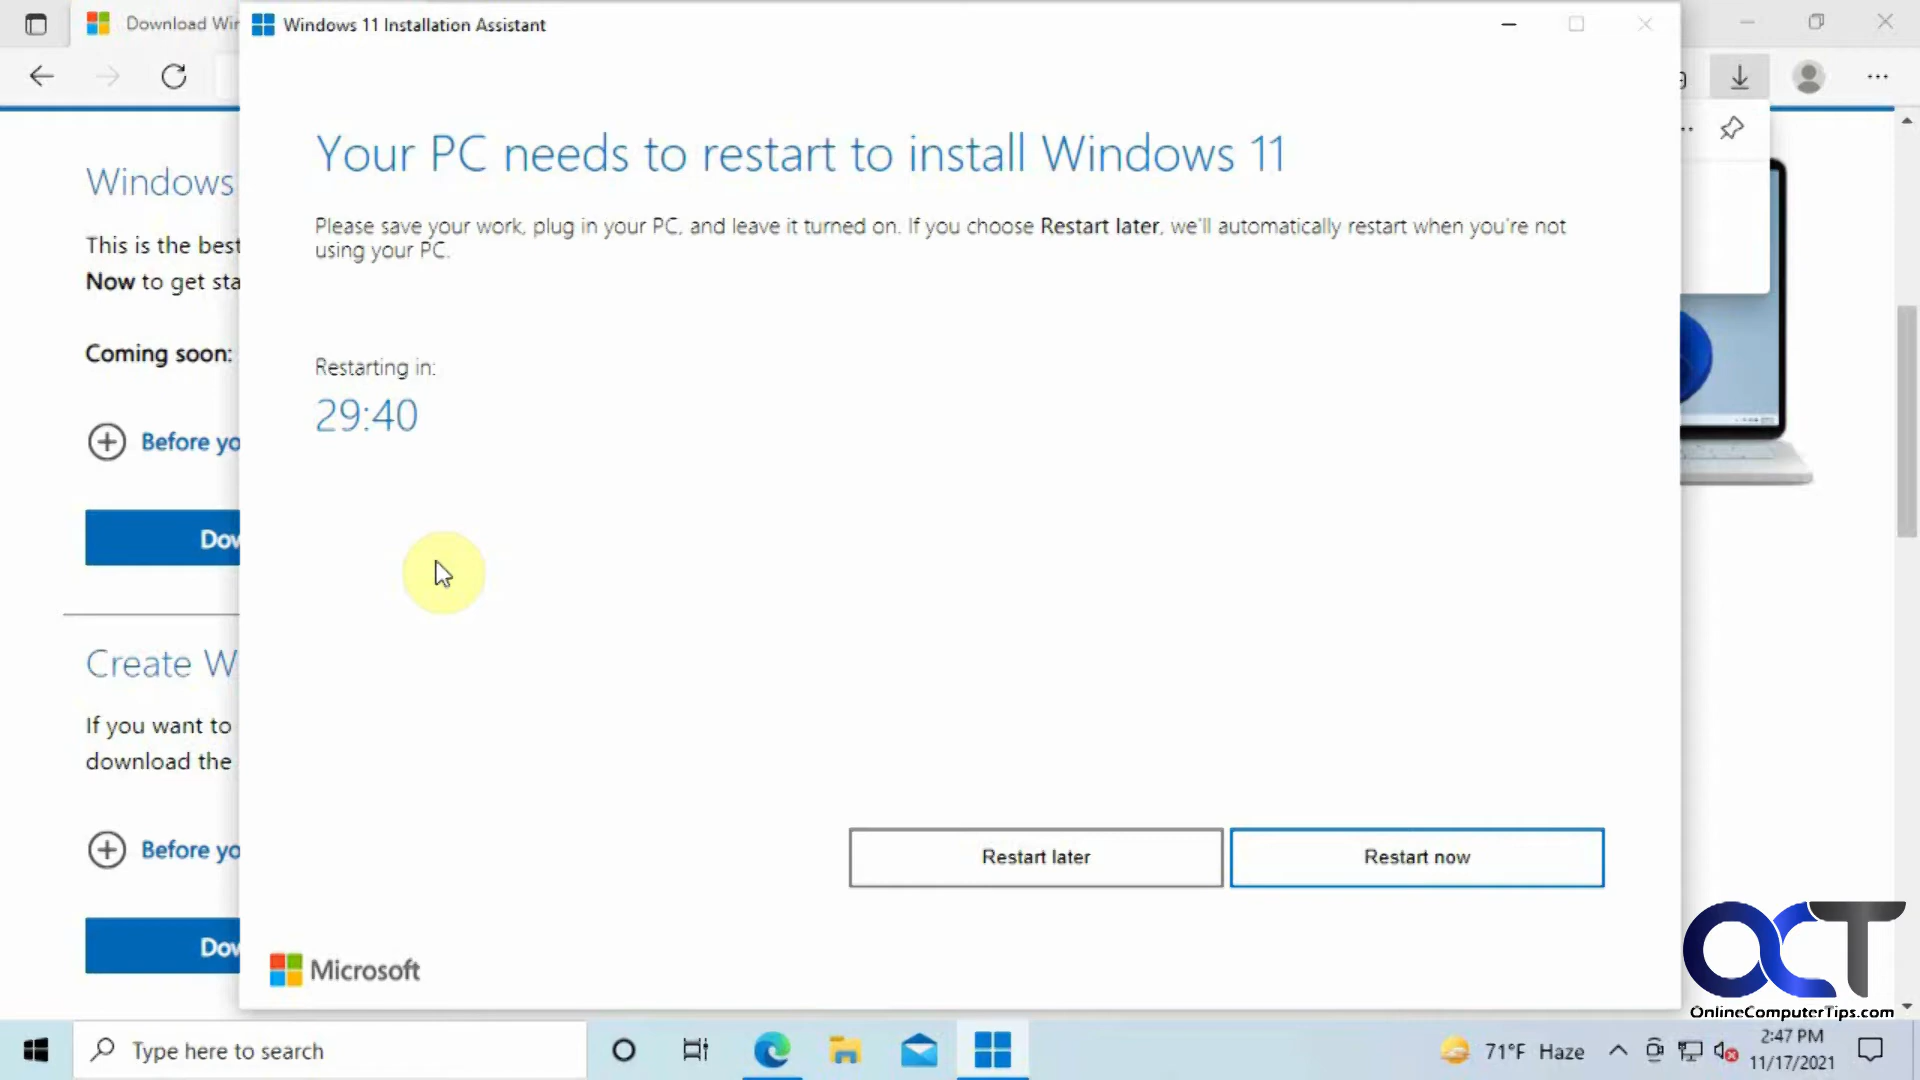 Download Wi
Windows 11 Installation Assistant
Your PC needs to restart to install Windows 11
Please save your work, plug in your PC, and leave it turned on. If you choose Restart later, we'll automatically restart when you're not
using your PC.
Restarting in:
29:40
Restart later
Restart now
Microsoft
Windows
This is the best
Now to get sta
Coming soon:
Before yo
Dow
Create W
If you want to
download the
Before yo
Dow
OCT
OnlineComputerTips.com
Type here to search
71°F Haze
2:47 PM
11/17/2021